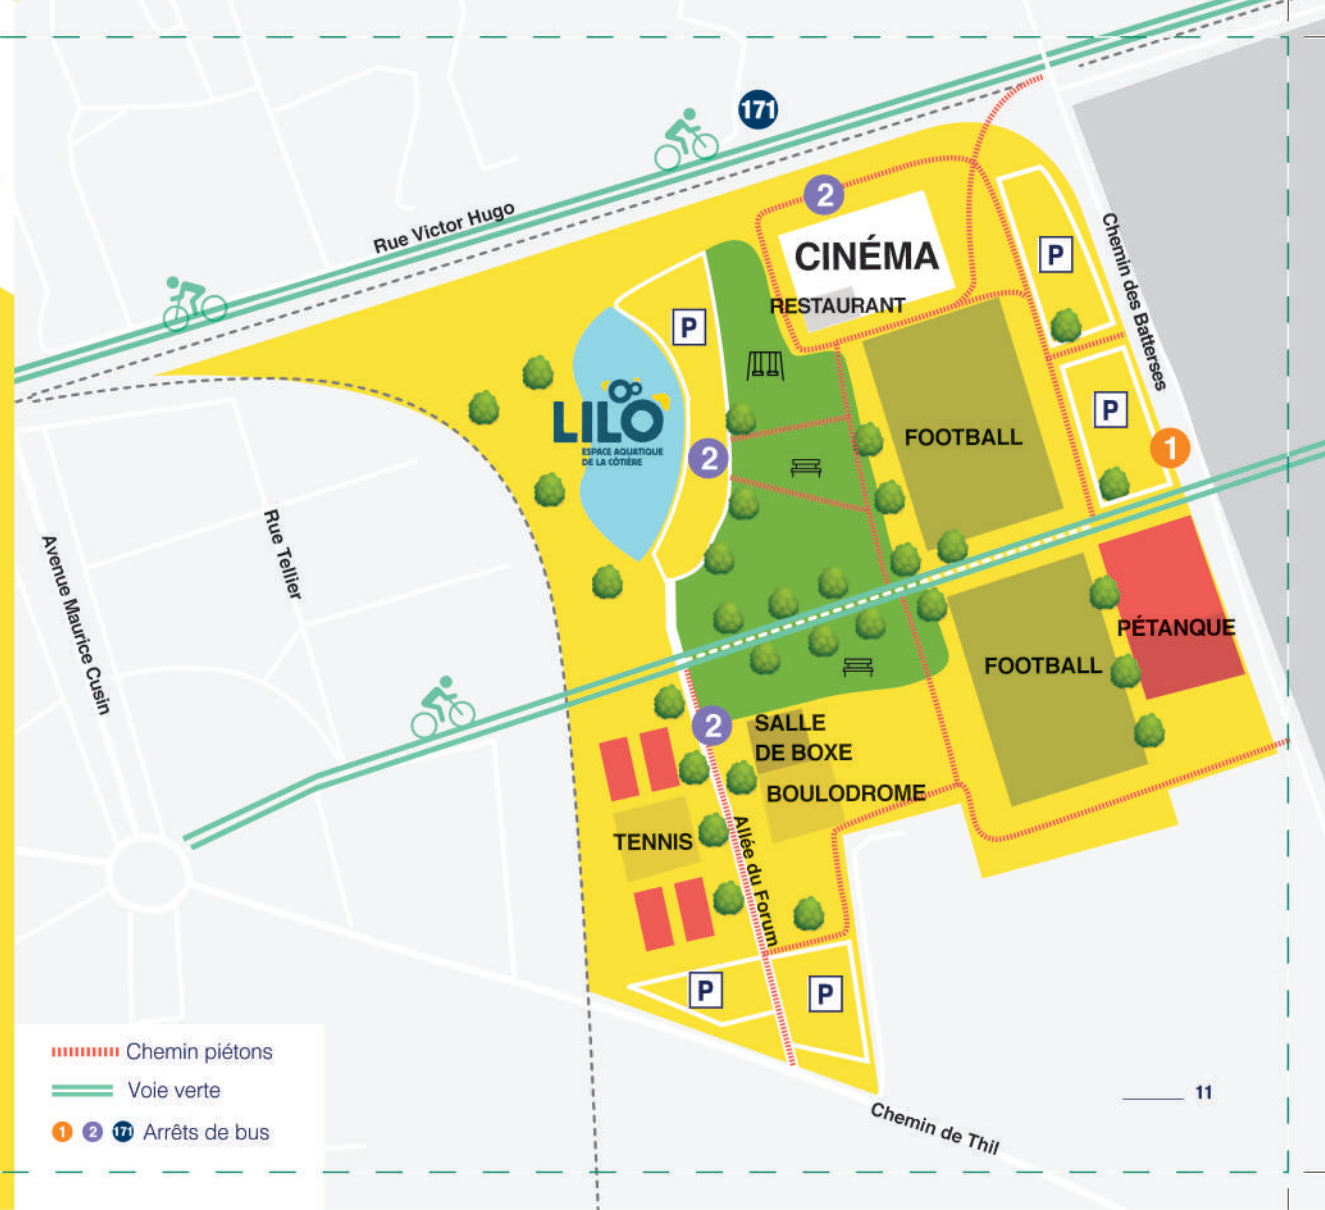 171
Rue Victor Hugo
2
CINÉMA
RESTAURANT
P
Chemin des Batterses
P
LILO
ESPACE AQUATIQUE
DE LA CÔTIÈRE
2
FOOTBALL
P
1
Avenue Maurice Cusin
Rue Tellier
PÉTANQUE
FOOTBALL
2
SALLE
DE BOXE
BOULODROME
TENNIS
Allée du Forum
P
P
Chemin piétons
Voie verte
1 2 171 Arrêts de bus
11
Chemin de Thil